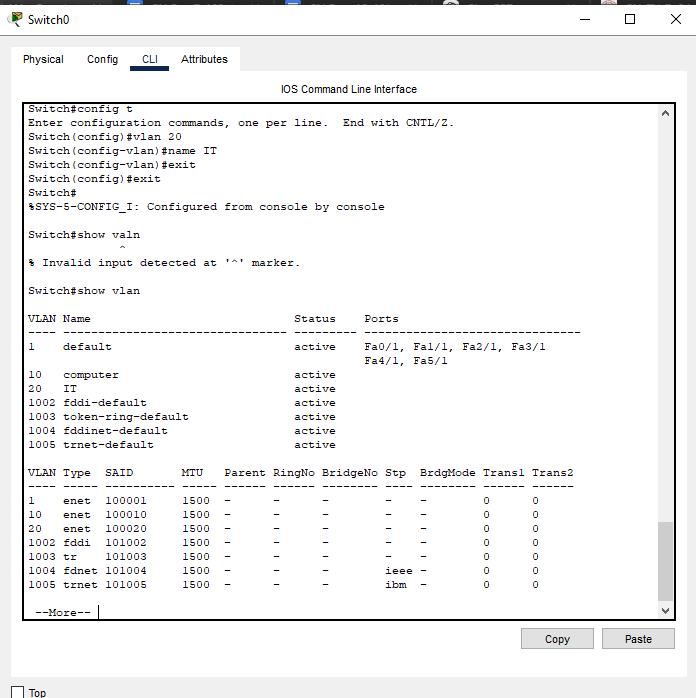 Switch0
Physical Config CLI Attributes
IOS Command Line Interface
Switch#config t
Enter configuration commands, one per line.  End with CNTL/Z.
Switch(config)#vlan 20
Switch(config-vlan)#name IT
Switch(config-vlan)#exit
Switch(config)#exit
Switch#
%SYS-5-CONFIG_I: Configured from console by console
Switch#show valn
^
% Invalid input detected at '^' marker.
Switch#show vlan
VLAN Name                             Status    Ports
---- -------------------------------- --------- -------------------------------
1    default                          active    Fa0/1, Fa1/1, Fa2/1, Fa3/1
                                                Fa4/1, Fa5/1
10   computer                         active
20   IT                               active
1002 fddi-default                     active
1003 token-ring-default               active
1004 fddinet-default                  active
1005 trnet-default                    active
VLAN Type  SAID       MTU   Parent RingNo BridgeNo Stp  BrdgMode Trans1 Trans2
---- ----- ---------- ----- ------ ------ -------- ---- -------- ------ ------
1    enet  100001     1500  -      -      -        -    -        0      0
10   enet  100010     1500  -      -      -        -    -        0      0
20   enet  100020     1500  -      -      -        -    -        0      0
1002 fddi  101002     1500  -      -      -        -    -        0      0
1003 tr    101003     1500  -      -      -        -    -        0      0
1004 fdnet 101004     1500  -      -      -        ieee -        0      0
1005 trnet 101005     1500  -      -      -        ibm  -        0      0
--More--
Copy Paste
Top